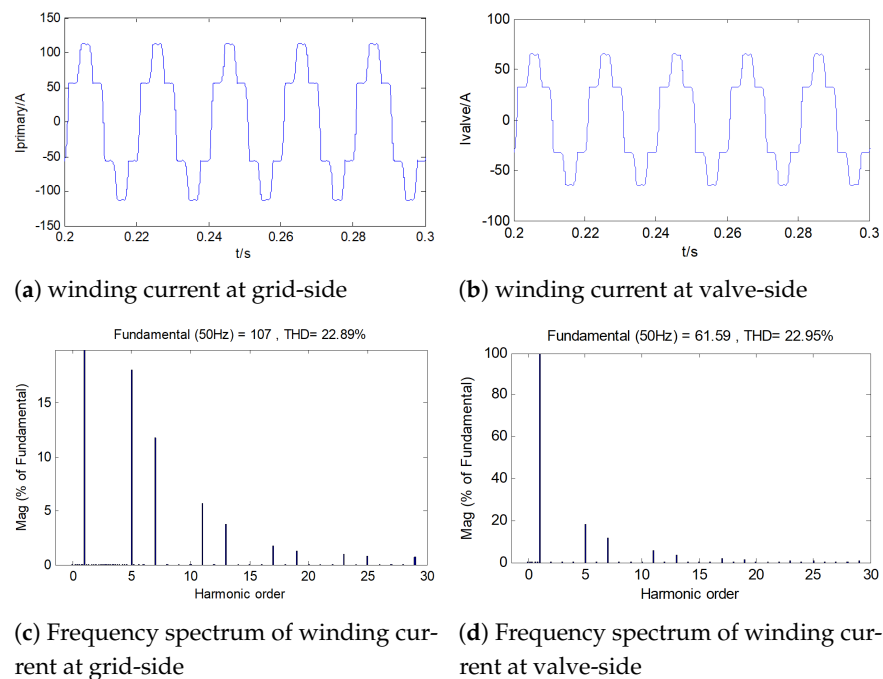 Iprimary/A
150
100
50
0
-50
-100
-150
0.2 0.22 0.24 0.26 0.28 0.3
t/s
(a) winding current at grid-side
Ivalve/A
100
50
0
-50
-100
0.2 0.22 0.24 0.26 0.28 0.3
t/s
(b) winding current at valve-side
Fundamental (50Hz) = 107 , THD= 22.89%
Mag (% of Fundamental)
15
10
5
0
0 5 10 15 20 25 30
Harmonic order
(c) Frequency spectrum of winding cur-
rent at grid-side
Fundamental (50Hz) = 61.59 , THD= 22.95%
Mag (% of Fundamental)
100
80
60
40
20
0
0 5 10 15 20 25 30
Harmonic order
(d) Frequency spectrum of winding cur-
rent at valve-side